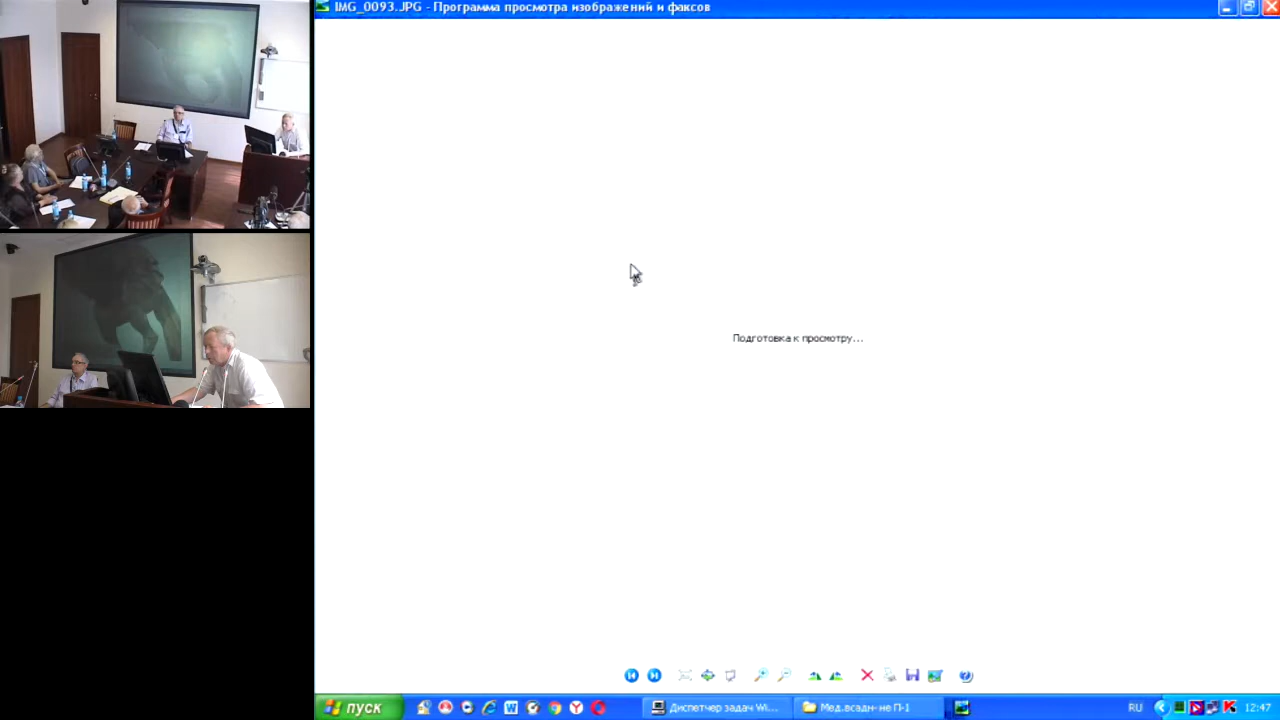 IMG_0093.JPG - Программа просмотра изображений и факсов
Подготовка к просмотру...
пуск
Диспетчер задач Wi...
Мед.всадн-не П-1
RU
12:47